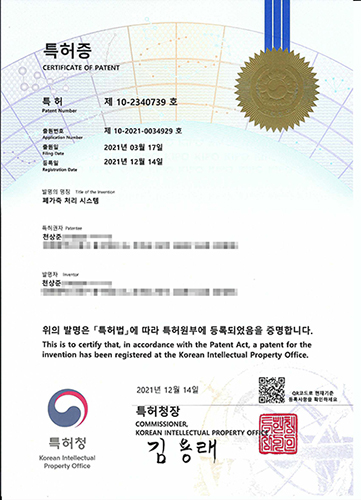 특허증
CERTIFICATE OF PATENT
특 허 제 10-2340739 호
Patent Number
출원번호 제 10-2021-0034929 호
Application Number
출원일 2021년 03월 17일
Filing Date
등록일 2021년 12월 14일
Registration Date
발명의 명칭 Title of the Invention
폐가죽 처리 시스템
특허권자 Patentee
천상준
발명자 Inventor
천상준
위의 발명은 「특허법」에 따라 특허원부에 등록되었음을 증명합니다.
This is to certify that, in accordance with the Patent Act, a patent for the
invention has been registered at the Korean Intellectual Property Office.
2021년 12월 14일
QR코드로 현재기준
등록사항을 확인하세요
특허청장
COMMISSIONER,
KOREAN INTELLECTUAL PROPERTY OFFICE
김용래
특허청
Korean Intellectual
Property Office